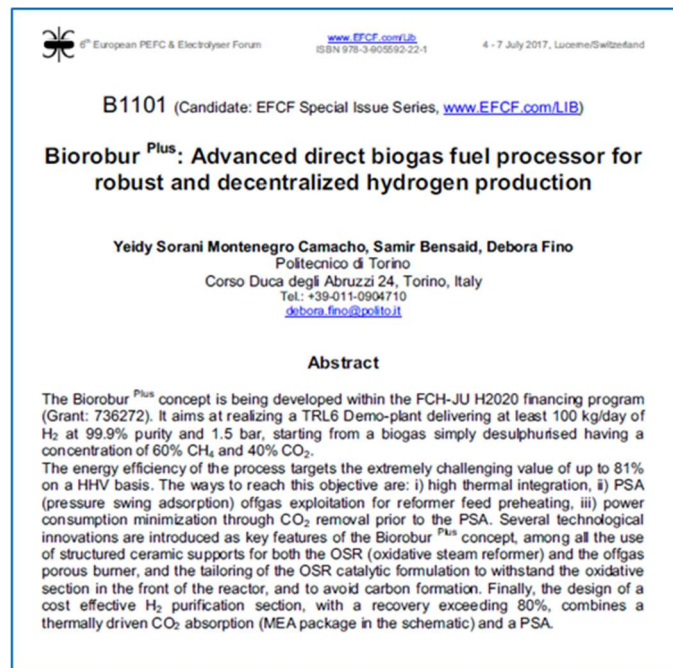 6th European PEFC & Electrolyser Forum www.EFCF.com/Lib 4 - 7 July 2017, Lucerne/Switzerland
ISBN 978-3-905592-22-1
B1101 (Candidate: EFCF Special Issue Series, www.EFCF.com/LIB)
Biorobur Plus: Advanced direct biogas fuel processor for
robust and decentralized hydrogen production
Yeidy Sorani Montenegro Camacho, Samir Bensaid, Debora Fino
Politecnico di Torino
Corso Duca degli Abruzzi 24, Torino, Italy
Tel.: +39-011-0904710
debora.fino@polito.it
Abstract
The Biorobur Plus concept is being developed within the FCH-JU H2020 financing program
(Grant: 736272). It aims at realizing a TRL6 Demo-plant delivering at least 100 kg/day of
H2 at 99.9% purity and 1.5 bar, starting from a biogas simply desulphurised having a
concentration of 60% CH4 and 40% CO2.
The energy efficiency of the process targets the extremely challenging value of up to 81%
on a HHV basis. The ways to reach this objective are: i) high thermal integration, ii) PSA
(pressure swing adsorption) offgas exploitation for reformer feed preheating, iii) power
consumption minimization through CO2 removal prior to the PSA. Several technological
innovations are introduced as key features of the Biorobur Plus concept, among all the use
of structured ceramic supports for both the OSR (oxidative steam reformer) and the offgas
porous burner, and the tailoring of the OSR catalytic formulation to withstand the oxidative
section in the front of the reactor, and to avoid carbon formation. Finally, the design of a
cost effective H2 purification section, with a recovery exceeding 80%, combines a
thermally driven CO2 absorption (MEA package in the schematic) and a PSA.